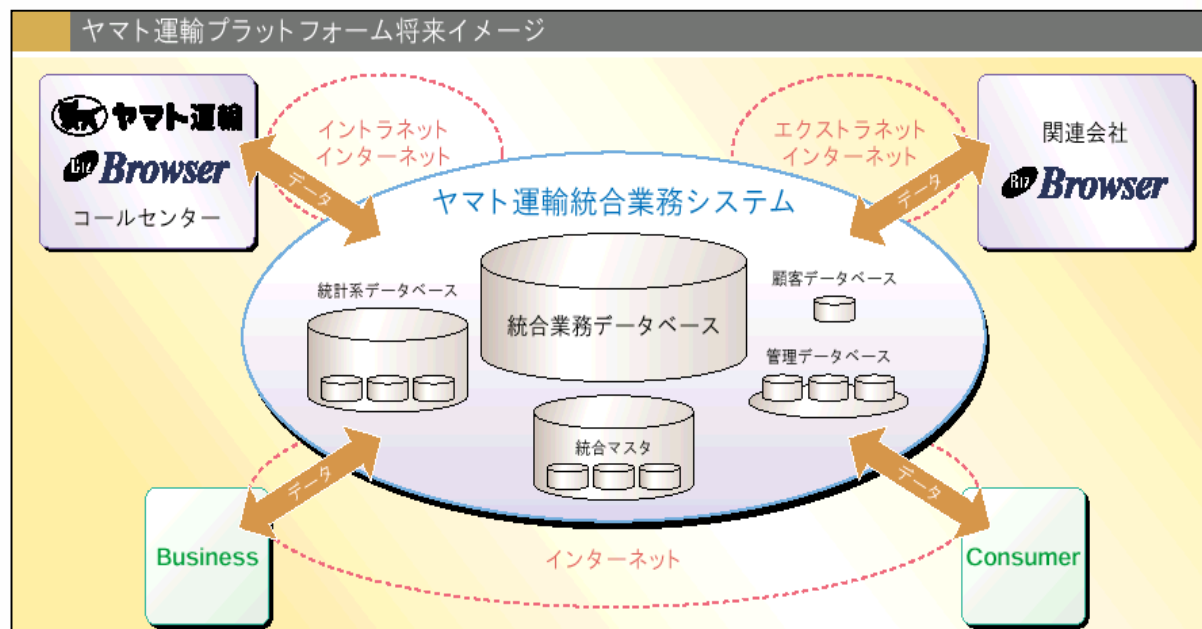 ヤマト運輸プラットフォーム将来イメージ
ヤマト運輸
Biz Browser
コールセンター
イントラネット
インターネット
エクストラネット
インターネット
関連会社
Biz Browser
データ
データ
ヤマト運輸統合業務システム
統計系データベース
統合業務データベース
顧客データベース
管理データベース
統合マスタ
データ
データ
Business
インターネット
Consumer